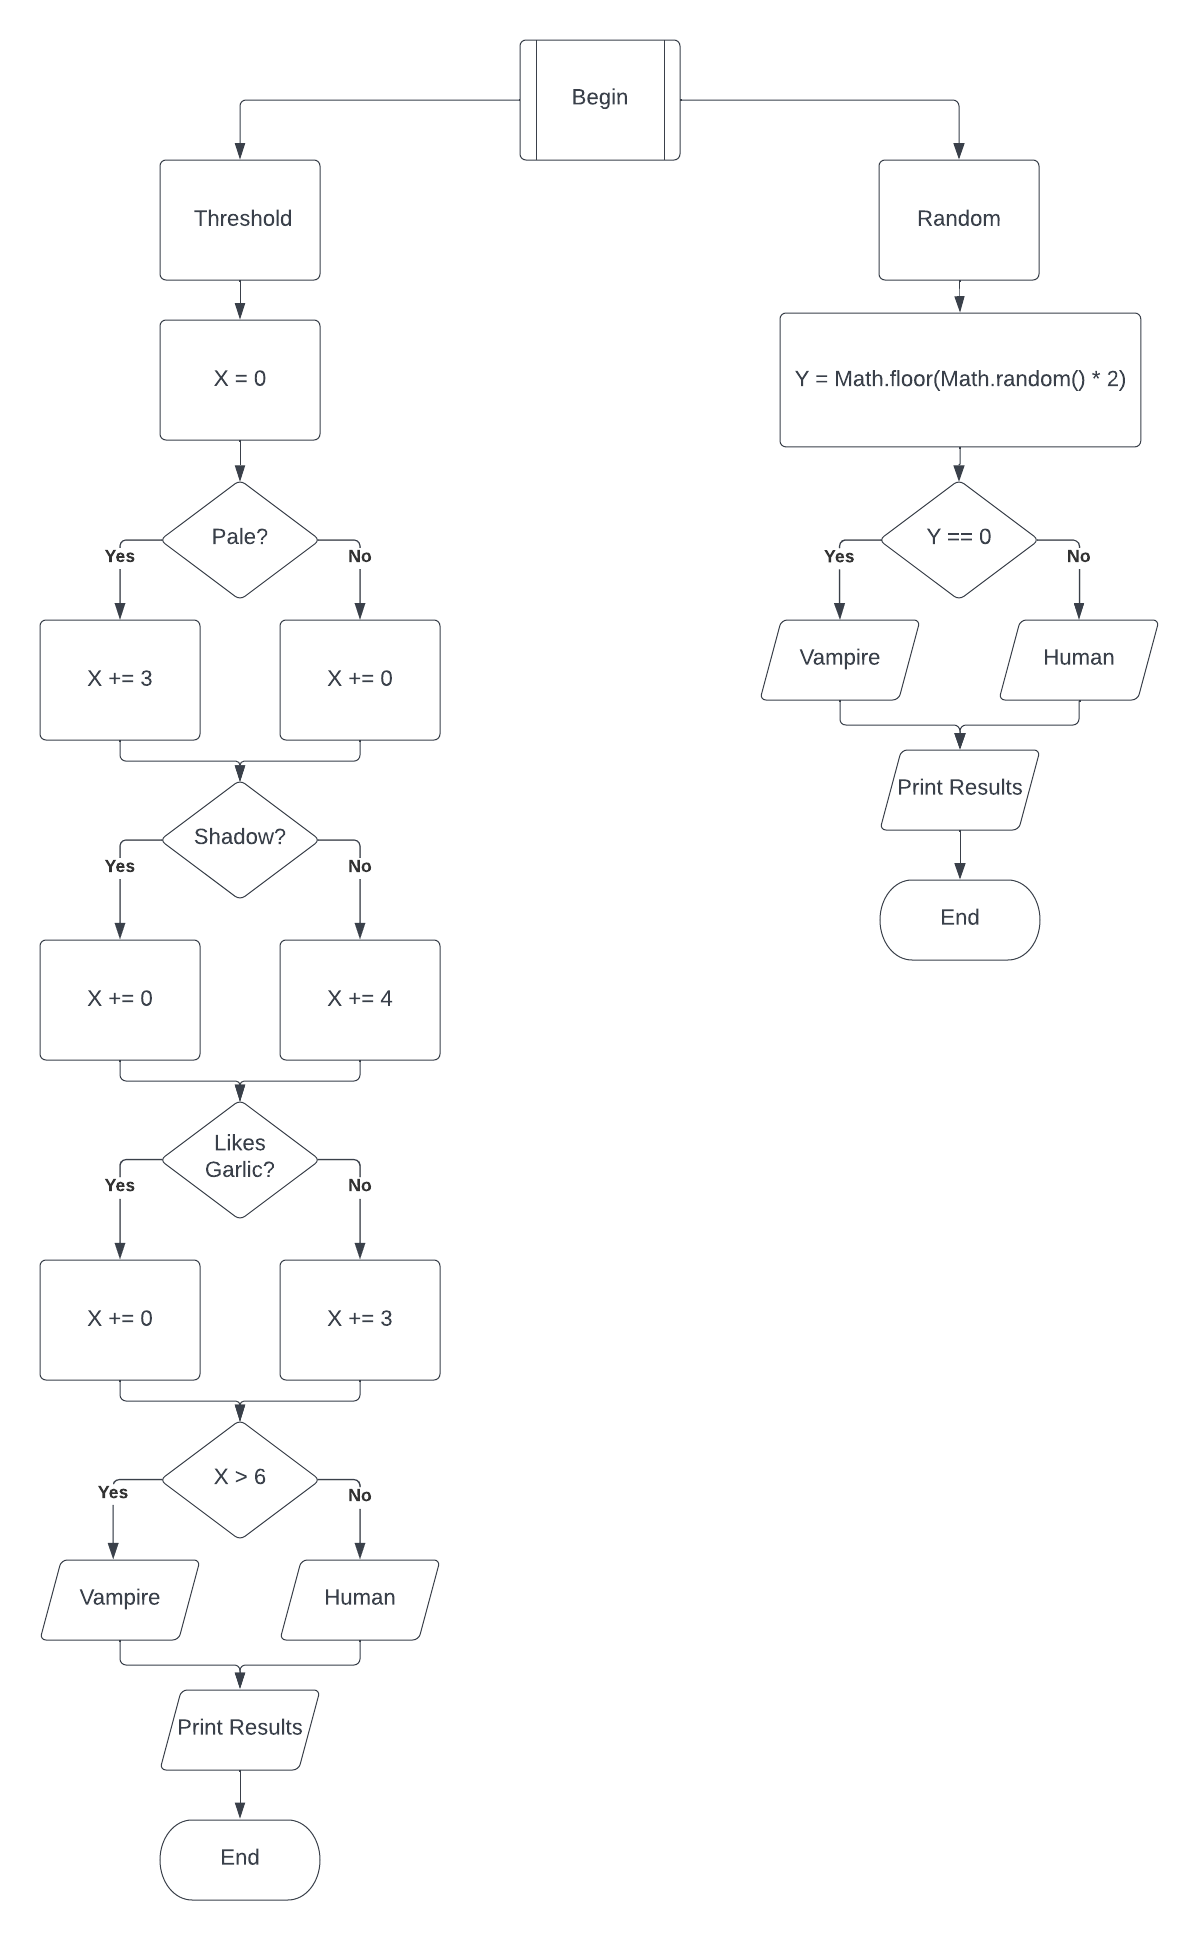 Begin
Threshold
Random
X = 0
Y = Math.floor(Math.random() * 2)
Pale?
Yes
No
Y == 0
Yes
No
X += 3
X += 0
Vampire
Human
Print Results
Shadow?
Yes
No
End
X += 0
X += 4
Likes
Garlic?
Yes
No
X += 0
X += 3
X > 6
Yes
No
Vampire
Human
Print Results
End